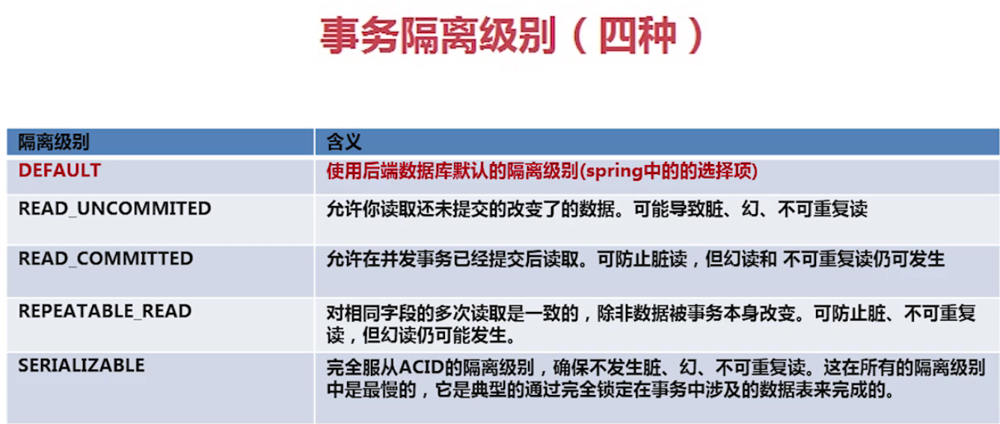 事务隔离级别（四种）
隔离级别 含义
DEFAULT 使用后端数据库默认的隔离级别(spring中的的选择项)
READ_UNCOMMITED 允许你读取还未提交的改变了的数据。可能导致脏、幻、不可重复读
READ_COMMITTED 允许在并发事务已经提交后读取。可防止脏读，但幻读和 不可重复读仍可发生
REPEATABLE_READ 对相同字段的多次读取是一致的，除非数据被事务本身改变。可防止脏、不可重复
读，但幻读仍可能发生。
SERIALIZABLE 完全服从ACID的隔离级别，确保不发生脏、幻、不可重复读。这在所有的隔离级别
中是最慢的，它是典型的通过完全锁定在事务中涉及的数据表来完成的。